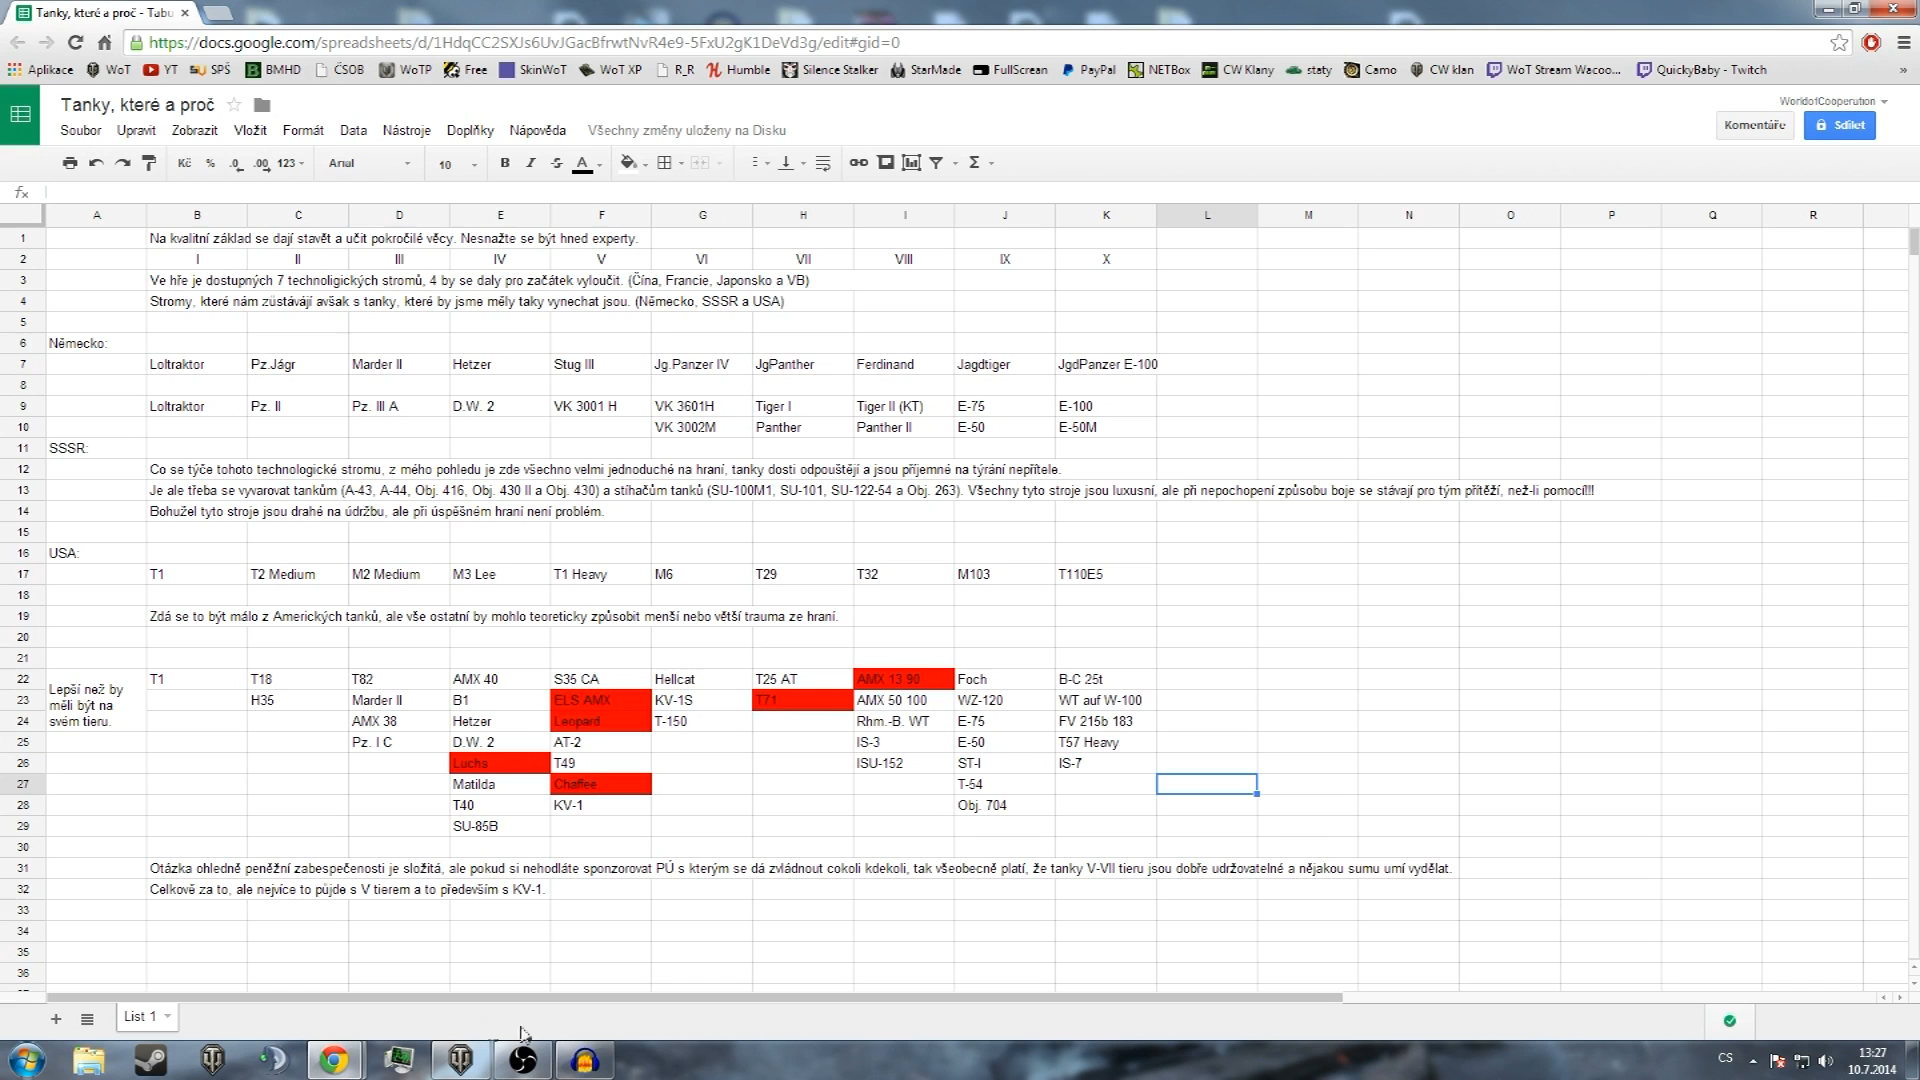 Tanky, které a proč - Tabu
https://docs.google.com/spreadsheets/d/1HdqCC2SXJs6UvJGacBfrwtNvR4e9-5FxU2gK1DeVd3g/edit#gid=0
Aplikace WoT YT SPŠ BMHD ČSOB WoTP Free SkinWoT WoT XP R_R Humble Silence Stalker StarMade FullScrean PayPal NETBox CW Klany staty Camo CW klan WoT Stream Wacoo... QuickyBaby - Twitch »
Tanky, které a proč
WorldofCooperution
Soubor Upravit Zobrazit Vložit Formát Data Nástroje Doplňky Nápověda Všechny změny uloženy na Disku
Komentáře Sdílet
Kč % .0 .00 123 Arial 10 B I S A Σ
fx
A B C D E F G H I J K L M N O P Q R
1 Na kvalitní základ se dají stavět a učit pokročilé věcy. Nesnažte se být hned experty.
2 I II III IV V VI VII VIII IX X
3 Ve hře je dostupných 7 technoligických stromů, 4 by se daly pro začátek vyloučit. (Čína, Francie, Japonsko a VB)
4 Stromy, které nám zůstávájí avšak s tanky, které by jsme měly taky vynechat jsou. (Německo, SSSR a USA)
5
6 Německo:
7 Loltraktor Pz.Jágr Marder II Hetzer Stug III Jg.Panzer IV JgPanther Ferdinand Jagdtiger JgdPanzer E-100
8
9 Loltraktor Pz. II Pz. III A D.W. 2 VK 3001 H VK 3601H Tiger I Tiger II (KT) E-75 E-100
10 VK 3002M Panther Panther II E-50 E-50M
11 SSSR:
12 Co se týče tohoto technologické stromu, z mého pohledu je zde všechno velmi jednoduché na hraní, tanky dosti odpouštějí a jsou příjemné na týrání nepřítele.
13 Je ale třeba se vyvarovat tankům (A-43, A-44, Obj. 416, Obj. 430 II a Obj. 430) a stíhačům tanků (SU-100M1, SU-101, SU-122-54 a Obj. 263). Všechny tyto stroje jsou luxusní, ale při nepochopení způsobu boje se stávají pro tým přítěží, než-li pomocí!!!
14 Bohužel tyto stroje jsou drahé na údržbu, ale při úspěšném hraní není problém.
15
16 USA:
17 T1 T2 Medium M2 Medium M3 Lee T1 Heavy M6 T29 T32 M103 T110E5
18
19 Zdá se to být málo z Amerických tanků, ale vše ostatní by mohlo teoreticky způsobit menší nebo větší trauma ze hraní.
20
21
22 T1 T18 T82 AMX 40 S35 CA Hellcat T25 AT AMX 13 90 Foch B-C 25t
Lepší než by
23 H35 Marder II B1 ELS AMX KV-1S T71 AMX 50 100 WZ-120 WT auf W-100
měli být na
24 AMX 38 Hetzer Leopard T-150 Rhm.-B. WT E-75 FV 215b 183
svém tieru.
25 Pz. I C D.W. 2 AT-2 IS-3 E-50 T57 Heavy
26 Luchs T49 ISU-152 ST-I IS-7
27 Matilda Chaffee T-54
28 T40 KV-1 Obj. 704
29 SU-85B
30
31 Otázka ohledně peněžní zabespečenosti je složitá, ale pokud si nehodláte sponzorovat PÚ s kterým se dá zvládnout cokoli kdekoli, tak všeobecně platí, že tanky V-VII tieru jsou dobře udržovatelné a nějakou sumu umí vydělat.
32 Celkově za to, ale nejvíce to půjde s V tierem a to především s KV-1.
33
34
35
36
List 1
CS 13:27
10.7.2014